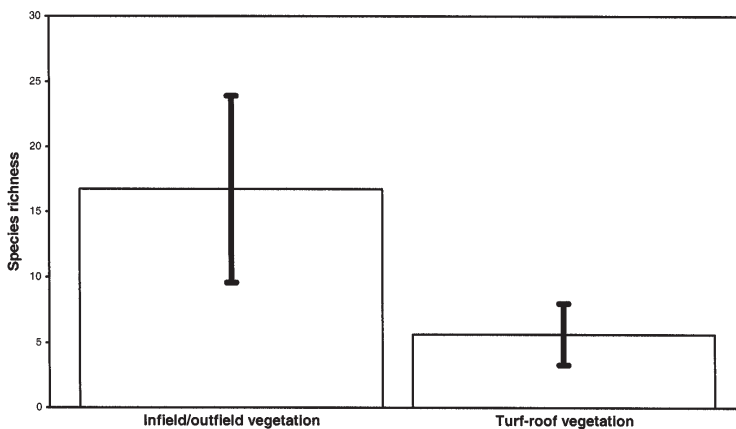 30
25
20
15
10
5
0
Species richness
Infield/outfield vegetation
Turf-roof vegetation